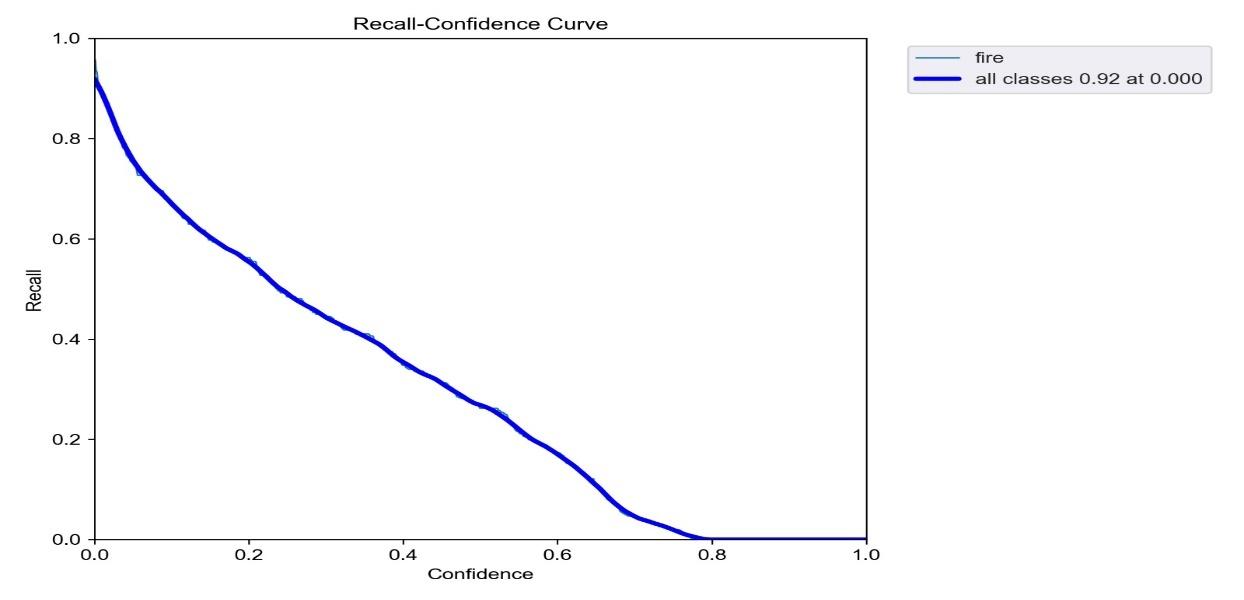 Recall-Confidence Curve
fire
all classes 0.92 at 0.000
1.0
0.8
0.6
0.4
0.2
0.0
Recall
0.0 0.2 0.4 0.6 0.8 1.0
Confidence